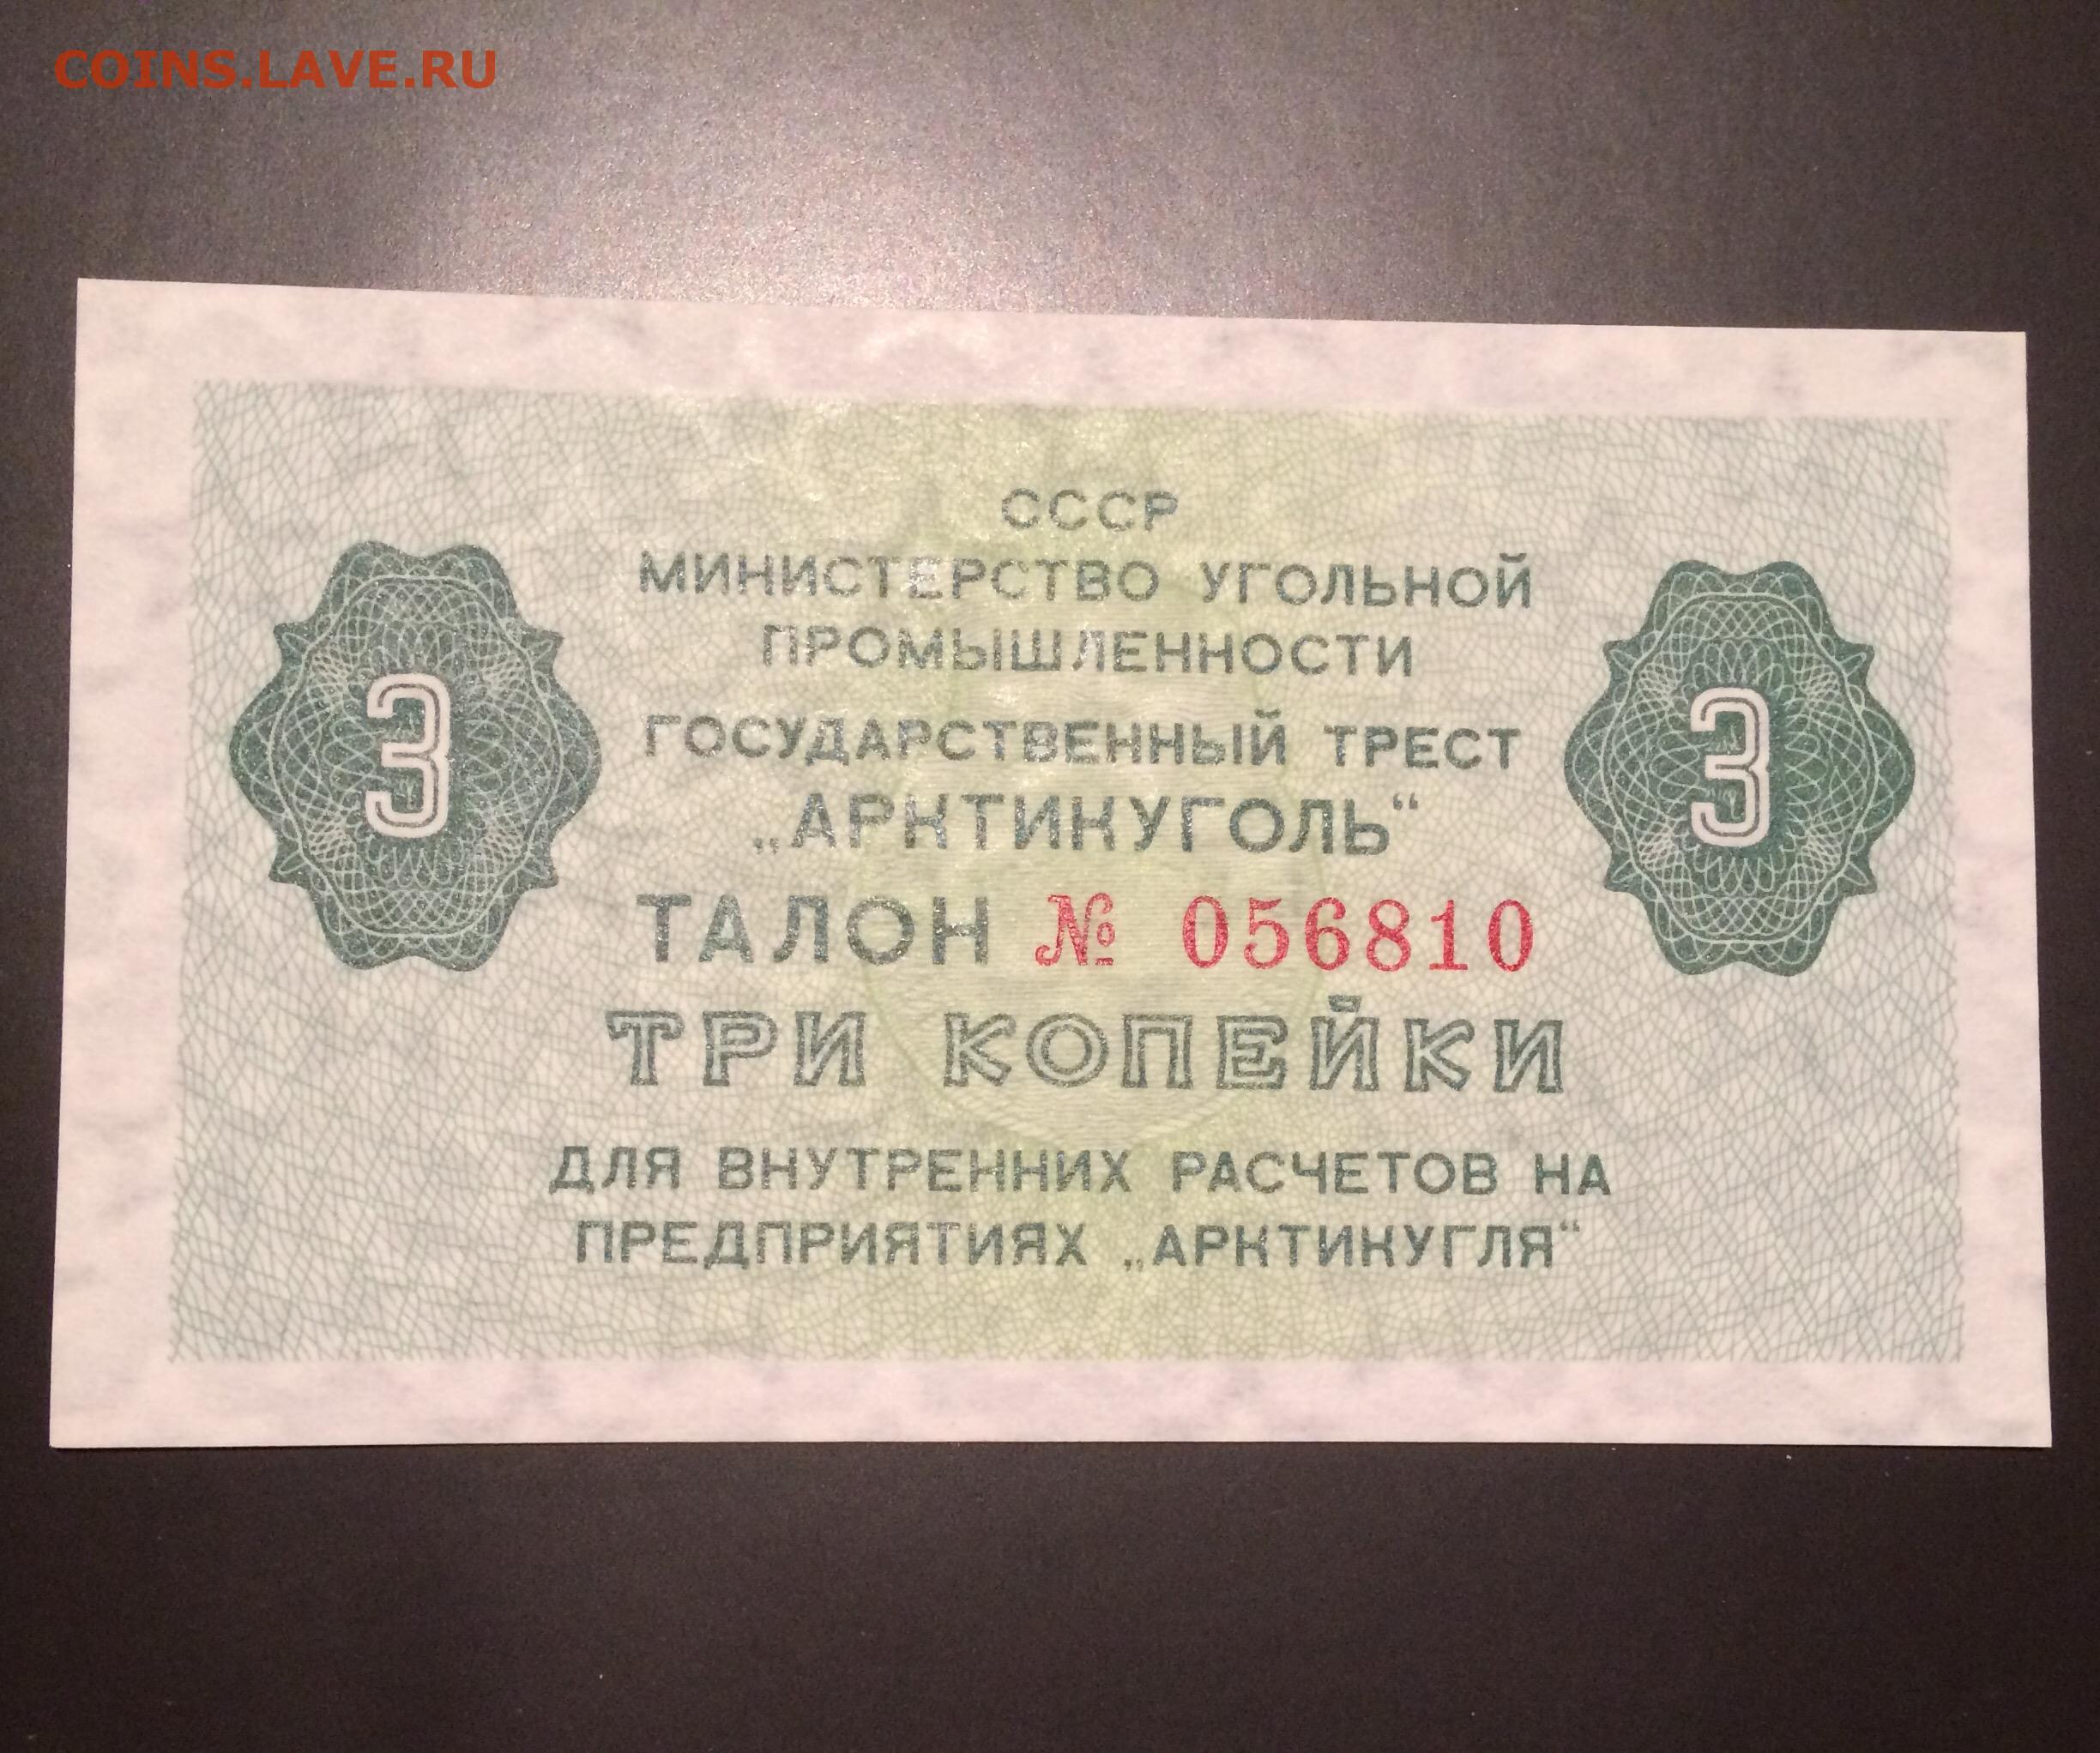 COINS.LAVE.RU
СССР
МИНИСТЕРСТВО УГОЛЬНОЙ
ПРОМЫШЛЕННОСТИ
ГОСУДАРСТВЕННЫЙ ТРЕСТ
„АРКТИКУГОЛЬ“
3
3
ТАЛОН № 056810
ТРИ КОПЕЙКИ
ДЛЯ ВНУТРЕННИХ РАСЧЕТОВ НА
ПРЕДПРИЯТИЯХ „АРКТИКУГЛЯ“